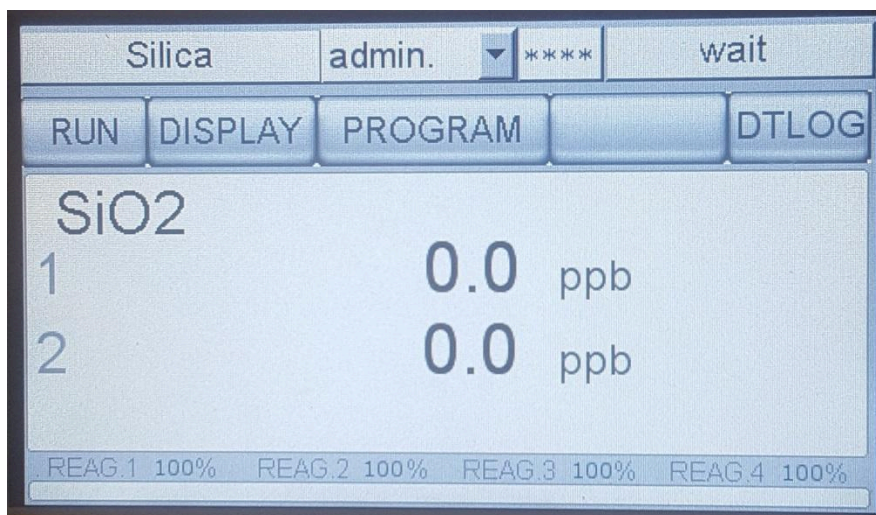 Silica admin. **** wait
RUN DISPLAY PROGRAM DTLOG
SiO2
1 0.0 ppb
2 0.0 ppb
REAG.1 100% REAG.2 100% REAG.3 100% REAG.4 100%